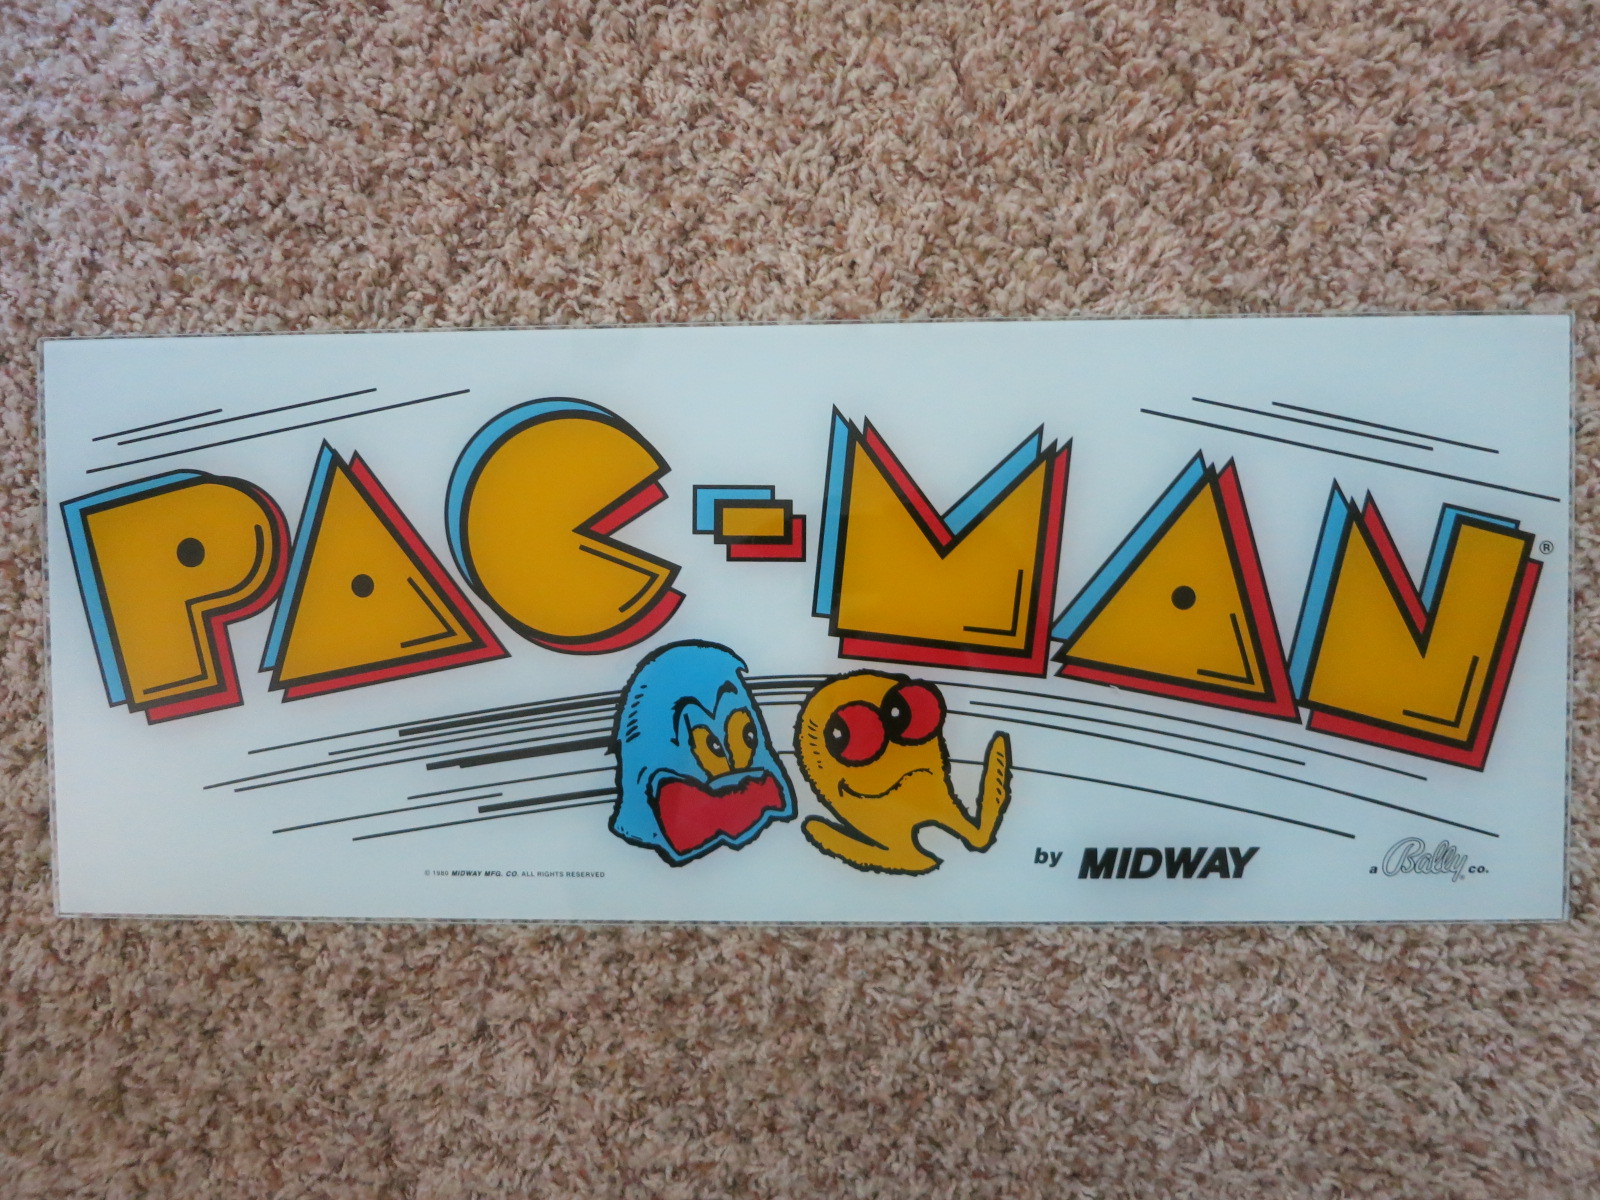 PAC-MAN®
by MIDWAY
a Bally® co.
© 1980 MIDWAY MFG. CO. ALL RIGHTS RESERVED